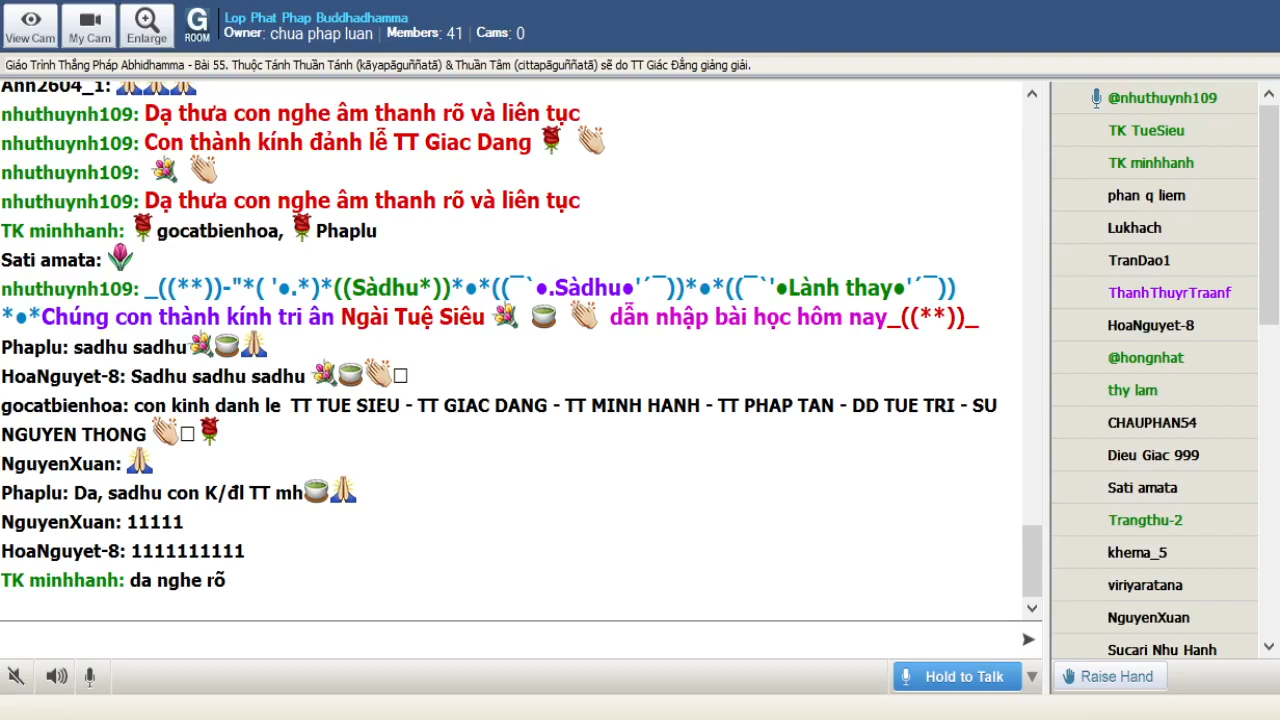 Lop Phat Phap Buddhadhamma
View Cam My Cam Enlarge G ROOM Owner: chua phap luan Members: 41 Cams: 0
Giáo Trình Thắng Pháp Abhidhamma - Bài 55. Thuộc Tánh Thuần Tánh (kāyapāguññatā) & Thuần Tâm (cittapāguññatā) sẽ do TT Giác Đẳng giảng giải.
Anh2604_1: 🙏🙏🙏
nhuthuynh109: Dạ thưa con nghe âm thanh rõ và liên tục
nhuthuynh109: Con thành kính đảnh lễ TT Giac Dang 🌹 👏
nhuthuynh109: 💐 👏
nhuthuynh109: Dạ thưa con nghe âm thanh rõ và liên tục
TK minhhanh: 🌹gocatbienhoa, 🌹Phaplu
Sati amata: 🌷
nhuthuynh109: _((**))-"*( '●.*)*((Sàdhu*))*●*((¯`●.Sàdhu●'´¯))*●*((¯`'●Lành thay●'´¯))
*●*Chúng con thành kính tri ân Ngài Tuệ Siêu 💐 🍵 👏 dẫn nhập bài học hôm nay_((**))_
Phaplu: sadhu sadhu💐🍵🙏
HoaNguyet-8: Sadhu sadhu sadhu 💐🍵👏□
gocatbienhoa: con kinh danh le TT TUE SIEU - TT GIAC DANG - TT MINH HANH - TT PHAP TAN - DD TUE TRI - SU
NGUYEN THONG 👏□🌹
NguyenXuan: 🙏
Phaplu: Da, sadhu con K/đl TT mh🍵🙏
NguyenXuan: 11111
HoaNguyet-8: 1111111111
TK minhhanh: da nghe rõ
@nhuthuynh109
TK TueSieu
TK minhhanh
phan q liem
Lukhach
TranDao1
ThanhThuyrTraanf
HoaNguyet-8
@hongnhat
thy lam
CHAUPHAN54
Dieu Giac 999
Sati amata
Trangthu-2
khema_5
viriyaratana
NguyenXuan
Sucari Nhu Hanh
Hold to Talk
Raise Hand